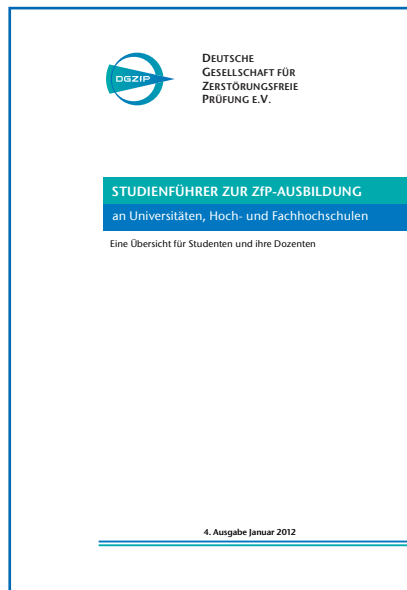 DGZfP
DEUTSCHE
GESELLSCHAFT FÜR
ZERSTÖRUNGSFREIE
PRÜFUNG E.V.
STUDIENFÜHRER ZUR ZfP-AUSBILDUNG
an Universitäten, Hoch- und Fachhochschulen
Eine Übersicht für Studenten und ihre Dozenten
4. Ausgabe Januar 2012